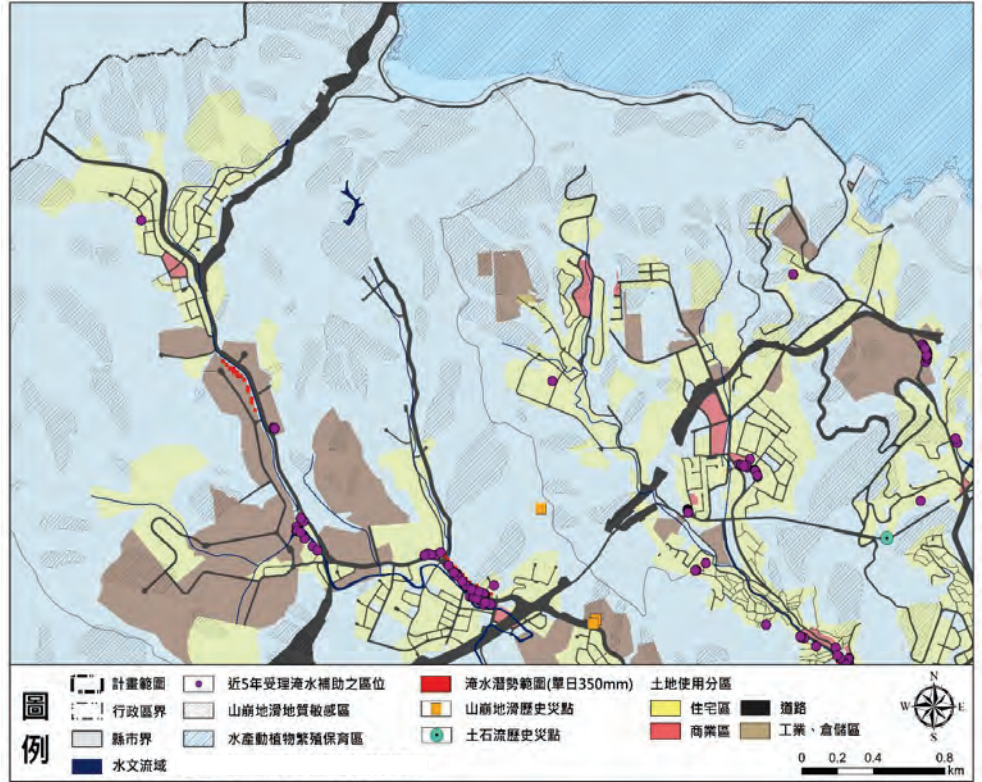 圖例
計畫範圍
行政區界
縣市界
水文流域
近5年受理淹水補助之區位
山崩地滑地質敏感區
水產動植物繁殖保育區
淹水潛勢範圍(單日350mm)
山崩地滑歷史災點
土石流歷史災點
土地使用分區
住宅區
道路
商業區
工業、倉儲區
N
W E
S
0 0.2 0.4 0.8
km